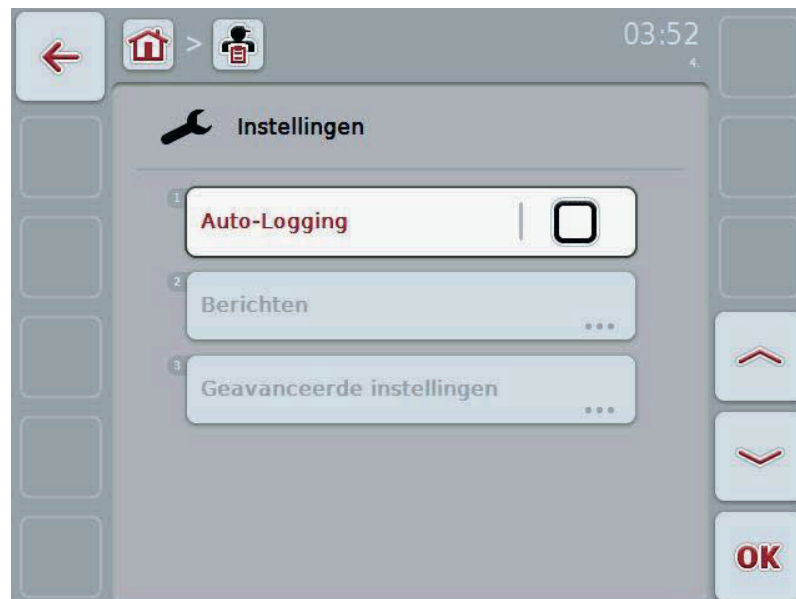 >
03:52
4.
Instellingen
1
Auto-Logging
2
Berichten
...
3
Geavanceerde instellingen
...
OK